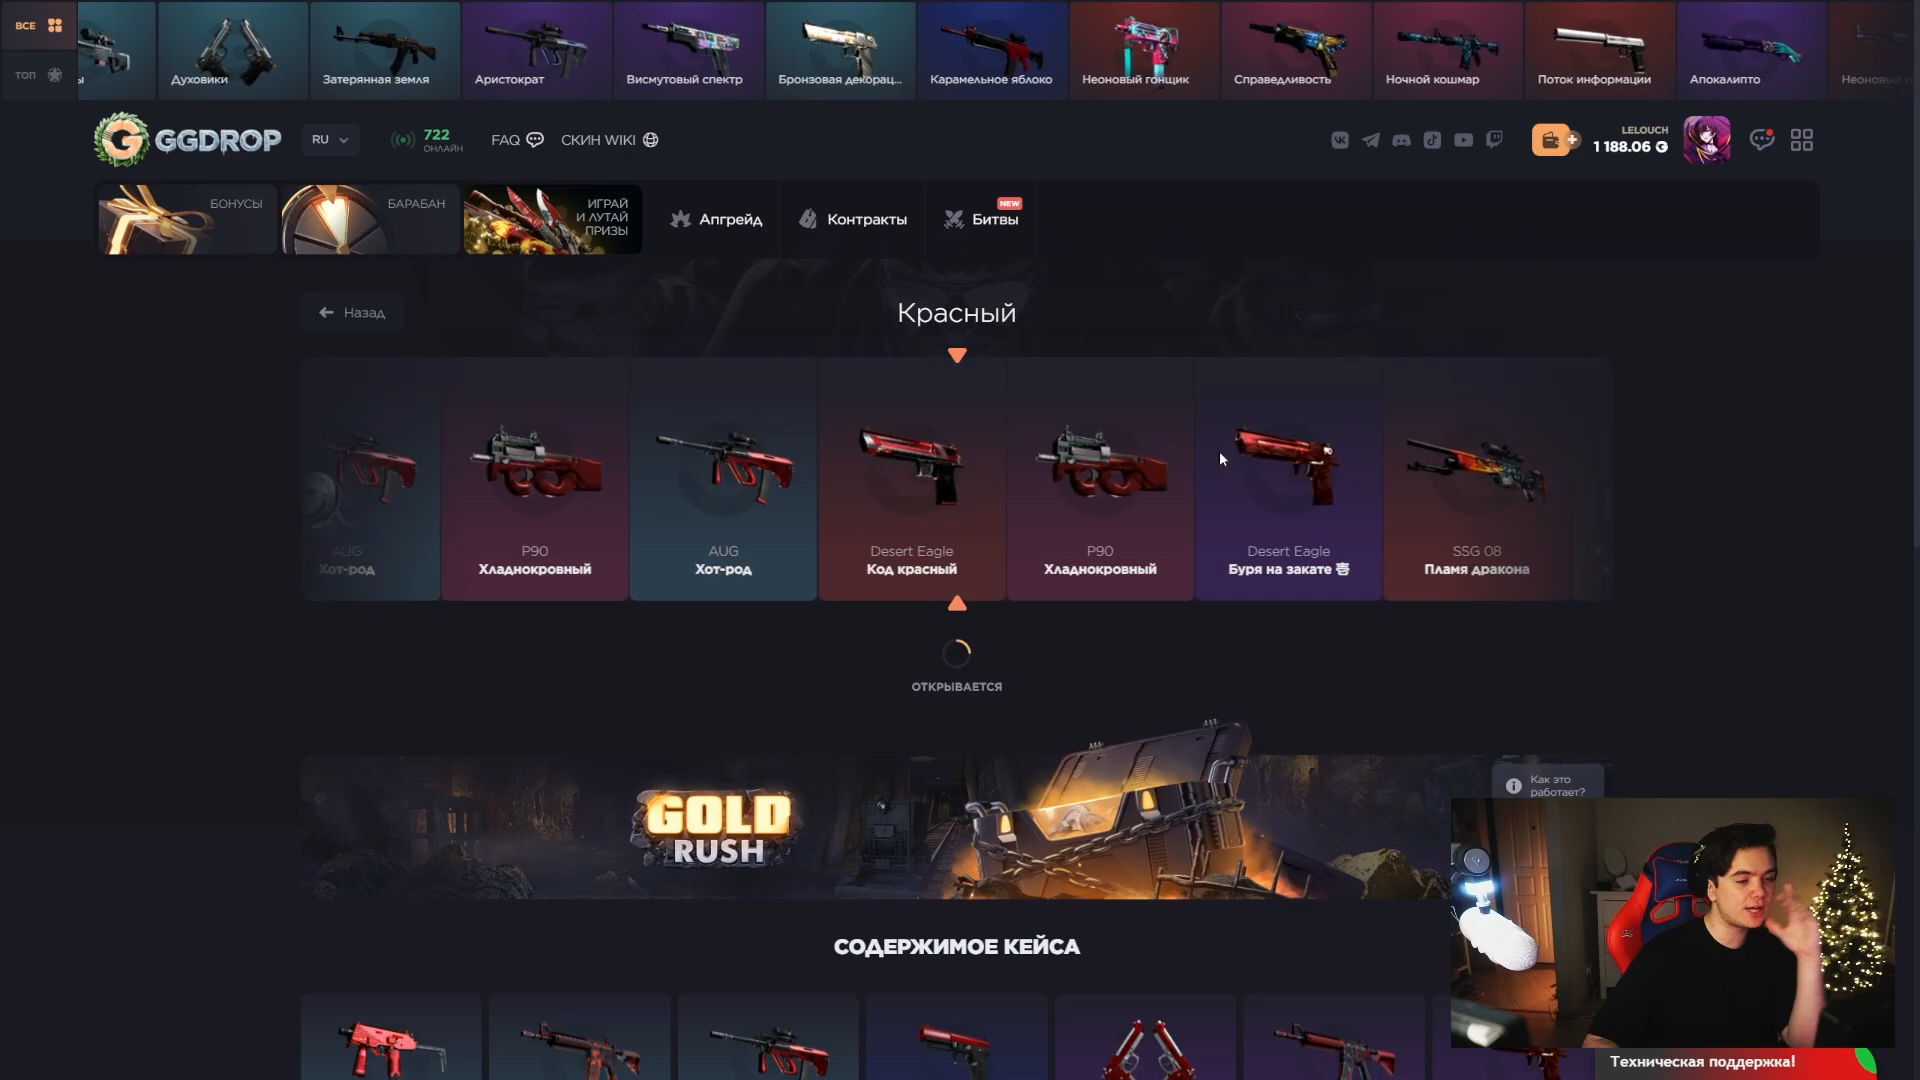 ВСЕ
ТОП
ы
Духовики
Затерянная земля
Аристократ
Висмутовый спектр
Бронзовая декорац...
Карамельное яблоко
Неоновый гонщик
Справедливость
Ночной кошмар
Поток информации
Апокалипто
GGDROP
RU
722
ОНЛАЙН
FAQ
СКИН WIKI
LELOUCH
1 188.06
БОНУСЫ
БАРАБАН
ИГРАЙ
И ЛУТАЙ
ПРИЗЫ
Апгрейд
Контракты
NEW
Битвы
Назад
Красный
AUG
Хот-род
P90
Хладнокровный
AUG
Хот-род
Desert Eagle
Код красный
P90
Хладнокровный
Desert Eagle
Буря на закате 壱
SSG 08
Пламя дракона
ОТКРЫВАЕТСЯ
GOLD
RUSH
Как это
работает?
СОДЕРЖИМОЕ КЕЙСА
Техническая поддержка!